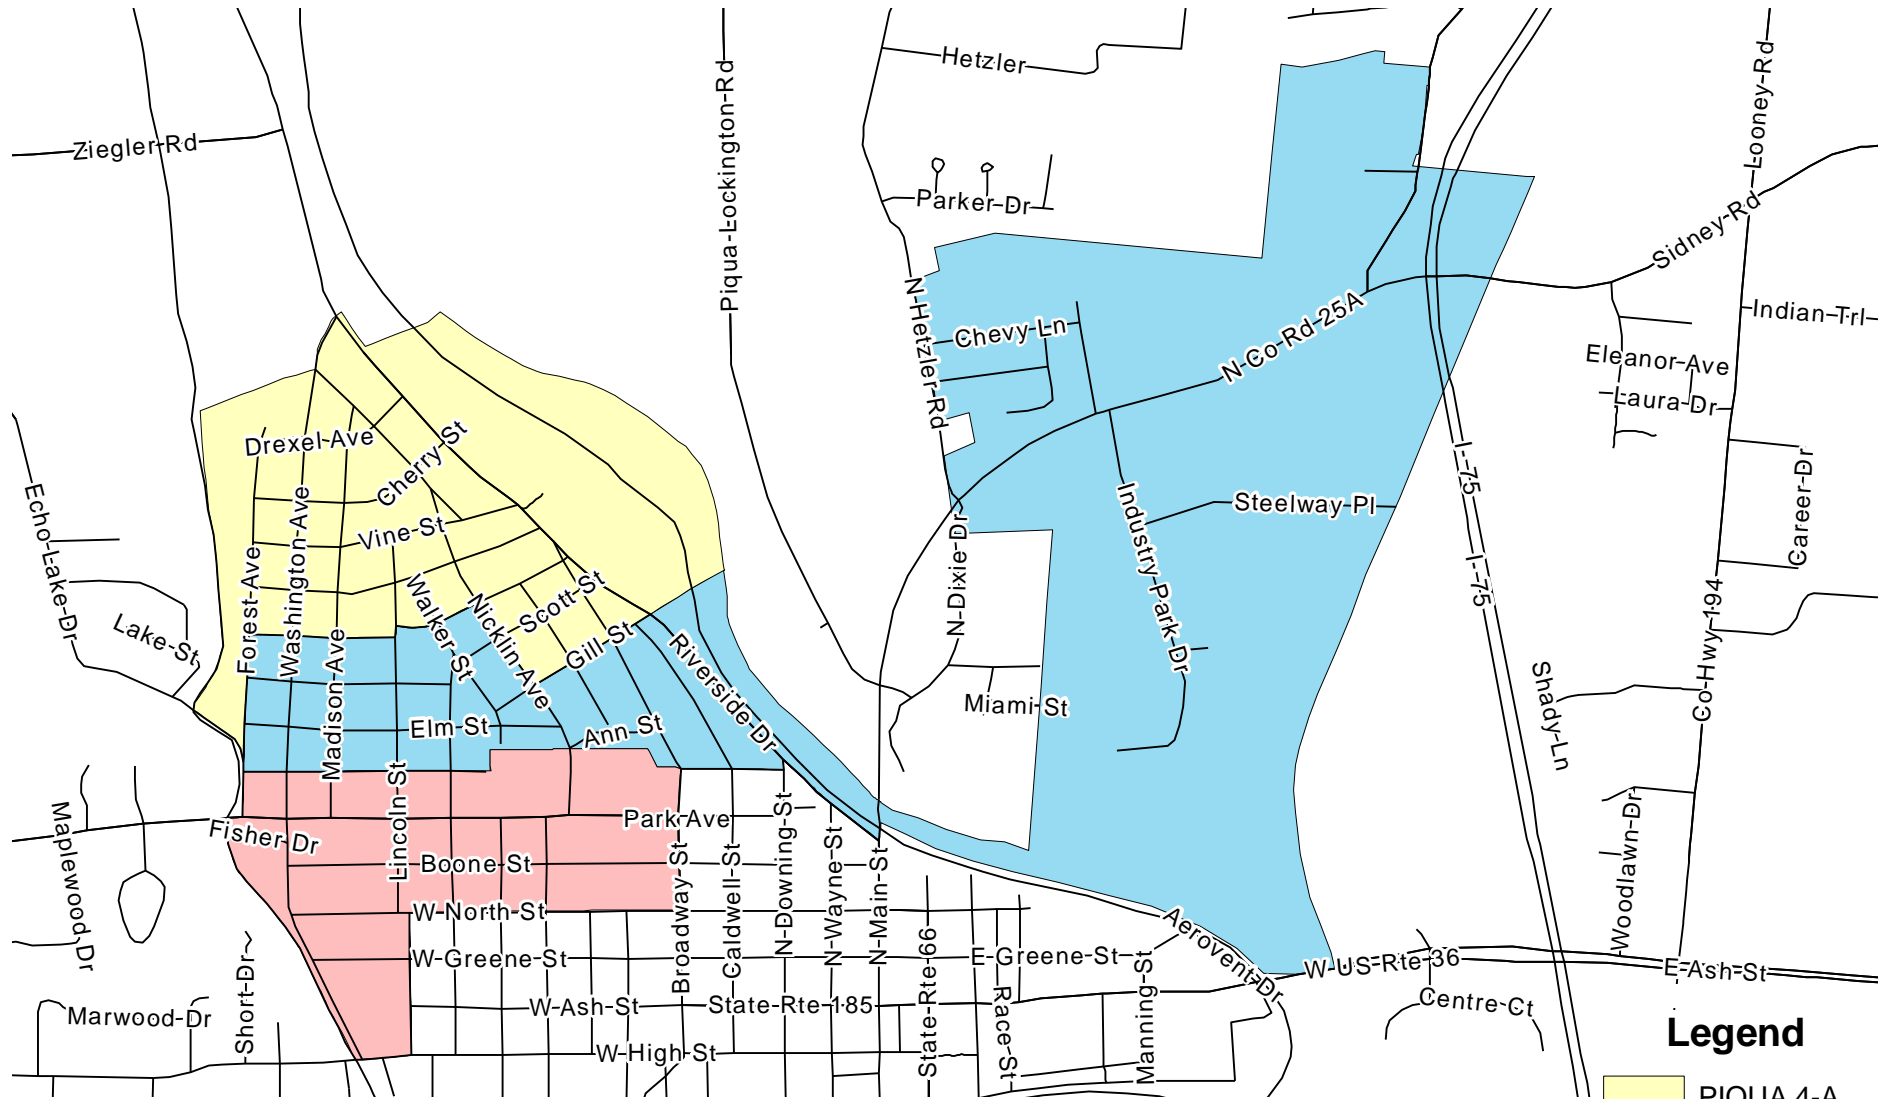 Hetzler
Ziegler Rd
Piqua-Lockington-Rd
Looney-Rd
Parker-Dr
Sidney-Rd
N-Hetzler-Rd
Chevy Ln
N-Co-Rd-25A
Indian-Trl
Eleanor-Ave
Laura-Dr
Drexel Ave
Cherry St
I-75
Career-Dr
Echo-Lake-Dr
Washington-Ave
Vine-St
Industry-Park-Dr
Steelway-Pl
Forest-Ave
N-Dixie-Dr
I-75
Walker-St
Nicklin-Ave
Scott-St
Co-Hwy-194
Lake-St
Madison-Ave
Gill-St
Riverside-Dr
Miami-St
Shady-Ln
Elm-St
Ann-St
Lincoln-St
Maplewood-Dr
Fisher-Dr
Park-Ave
Boone-St
Broadway-St
Caldwell-St
N-Downing-St
N-Wayne-St
N-Main-St
Woodlawn-Dr
W-North-St
Aerovent-Dr
W-Greene-St
State-Rte-66
E-Greene-St
W-US-Rte-36
E-Ash-St
Short-Dr
Marwood-Dr
W-Ash-St
State-Rte-185
Race-St
Manning-St
Centre-Ct
W-High-St
Legend
PIQUA 4-A